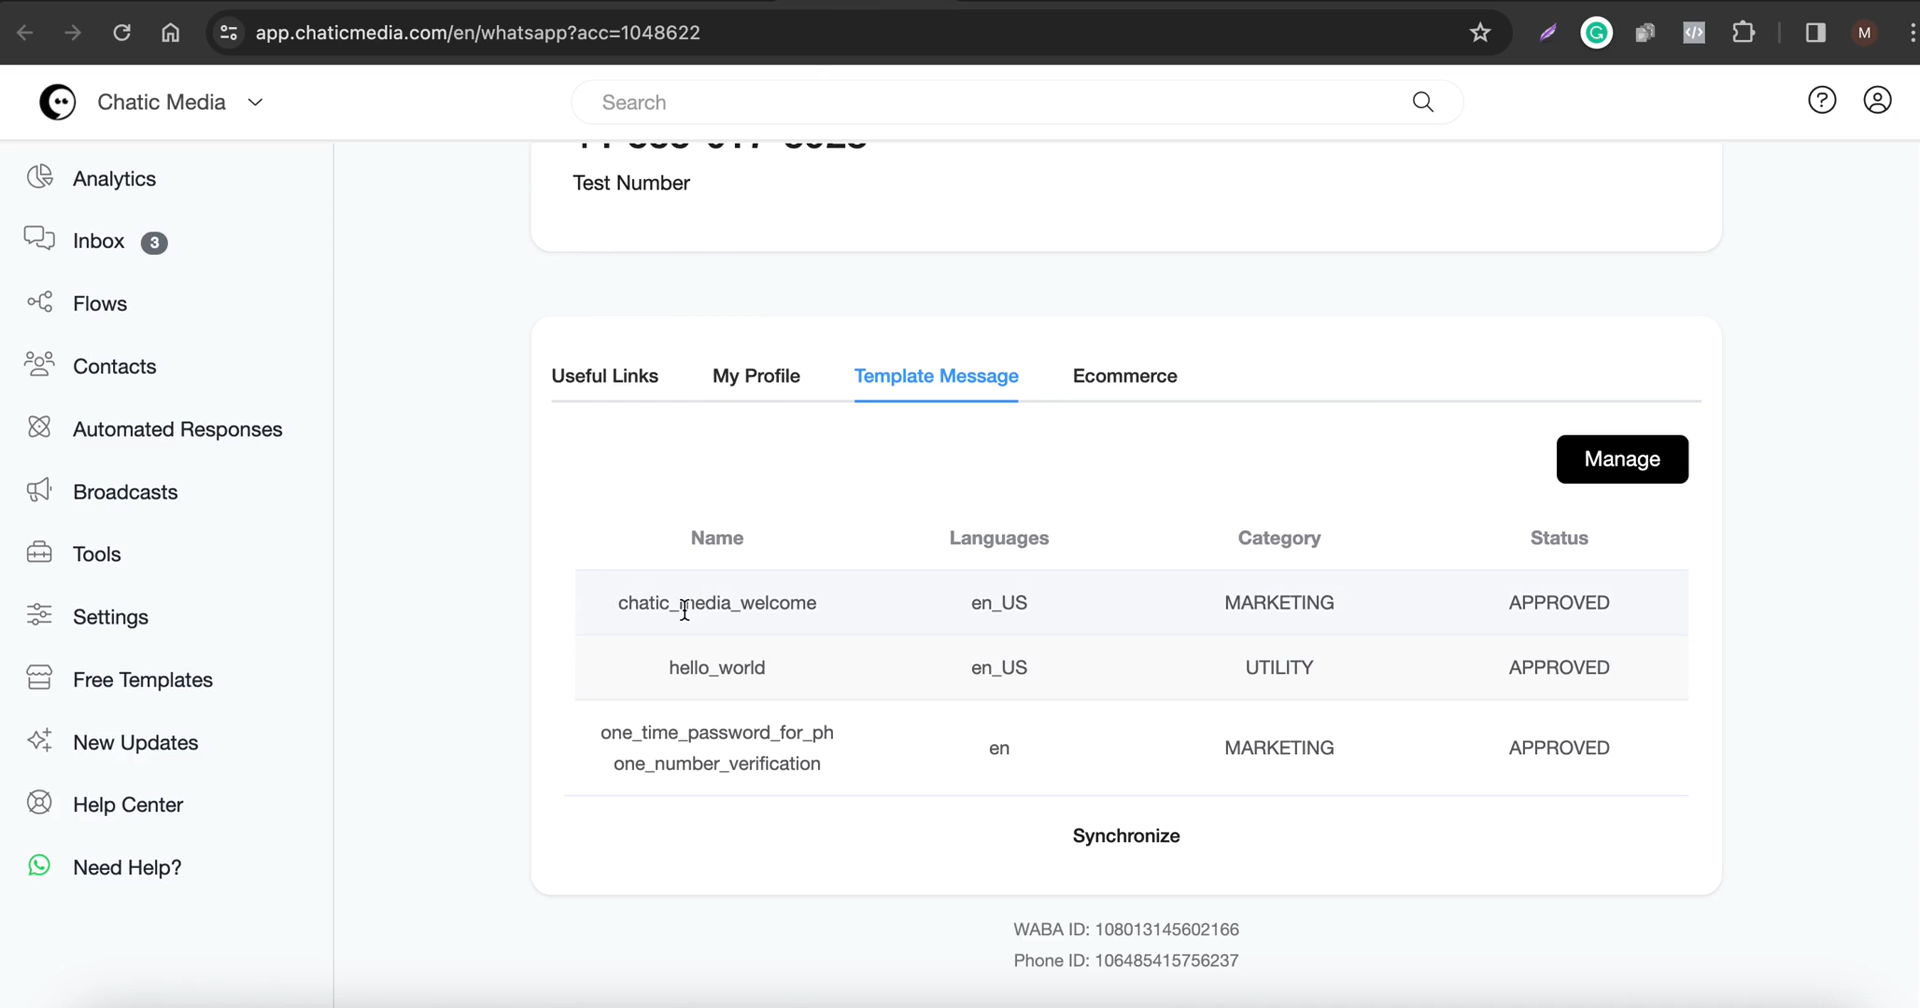 app.chaticmedia.com/en/whatsapp?acc=1048622
M
Chatic Media
Search
Analytics
Inbox 3
Flows
Contacts
Automated Responses
Broadcasts
Tools
Settings
Free Templates
New Updates
Help Center
Need Help?
Test Number
Useful Links My Profile Template Message Ecommerce
Manage
Name Languages Category Status
chatic_media_welcome en_US MARKETING APPROVED
hello_world en_US UTILITY APPROVED
one_time_password_for_ph
one_number_verification en MARKETING APPROVED
Synchronize
WABA ID: 108013145602166
Phone ID: 106485415756237